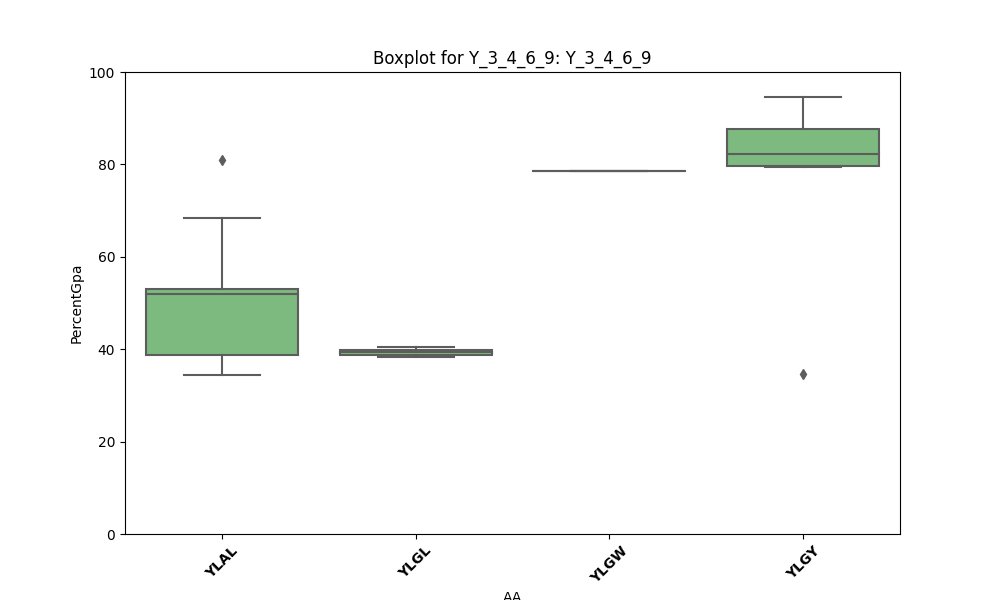 Boxplot for Y_3_4_6_9: Y_3_4_6_9
100
80
60
40
20
0
PercentGpa
YLAL
YLGL
YLGW
YLGY
AA